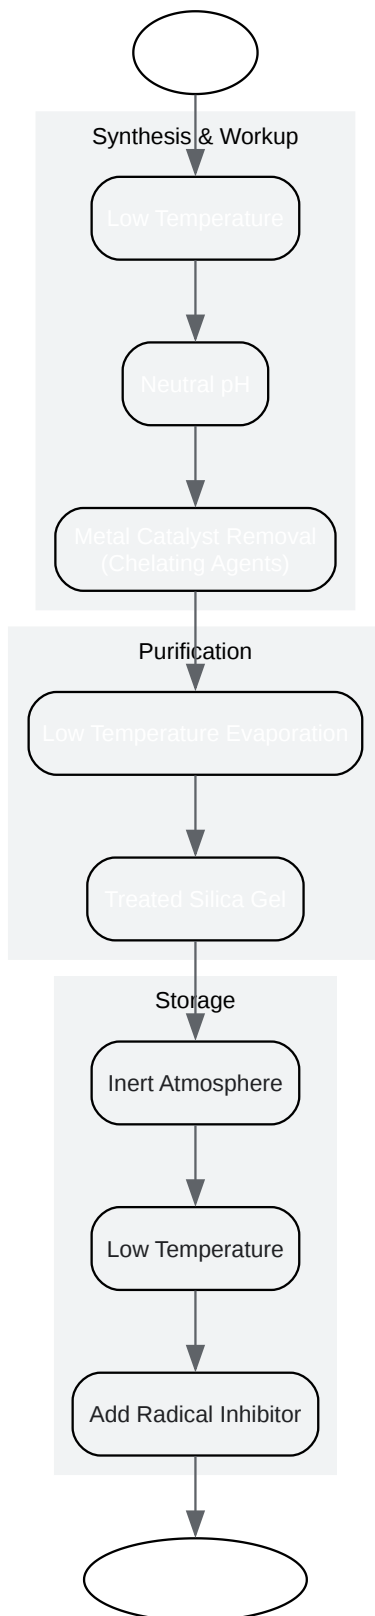 Synthesis & Workup
Low Temperature
Neutral pH
Metal Catalyst Removal
(Chelating Agents)
Purification
Low Temperature Evaporation
Treated Silica Gel
Storage
Inert Atmosphere
Low Temperature
Add Radical Inhibitor